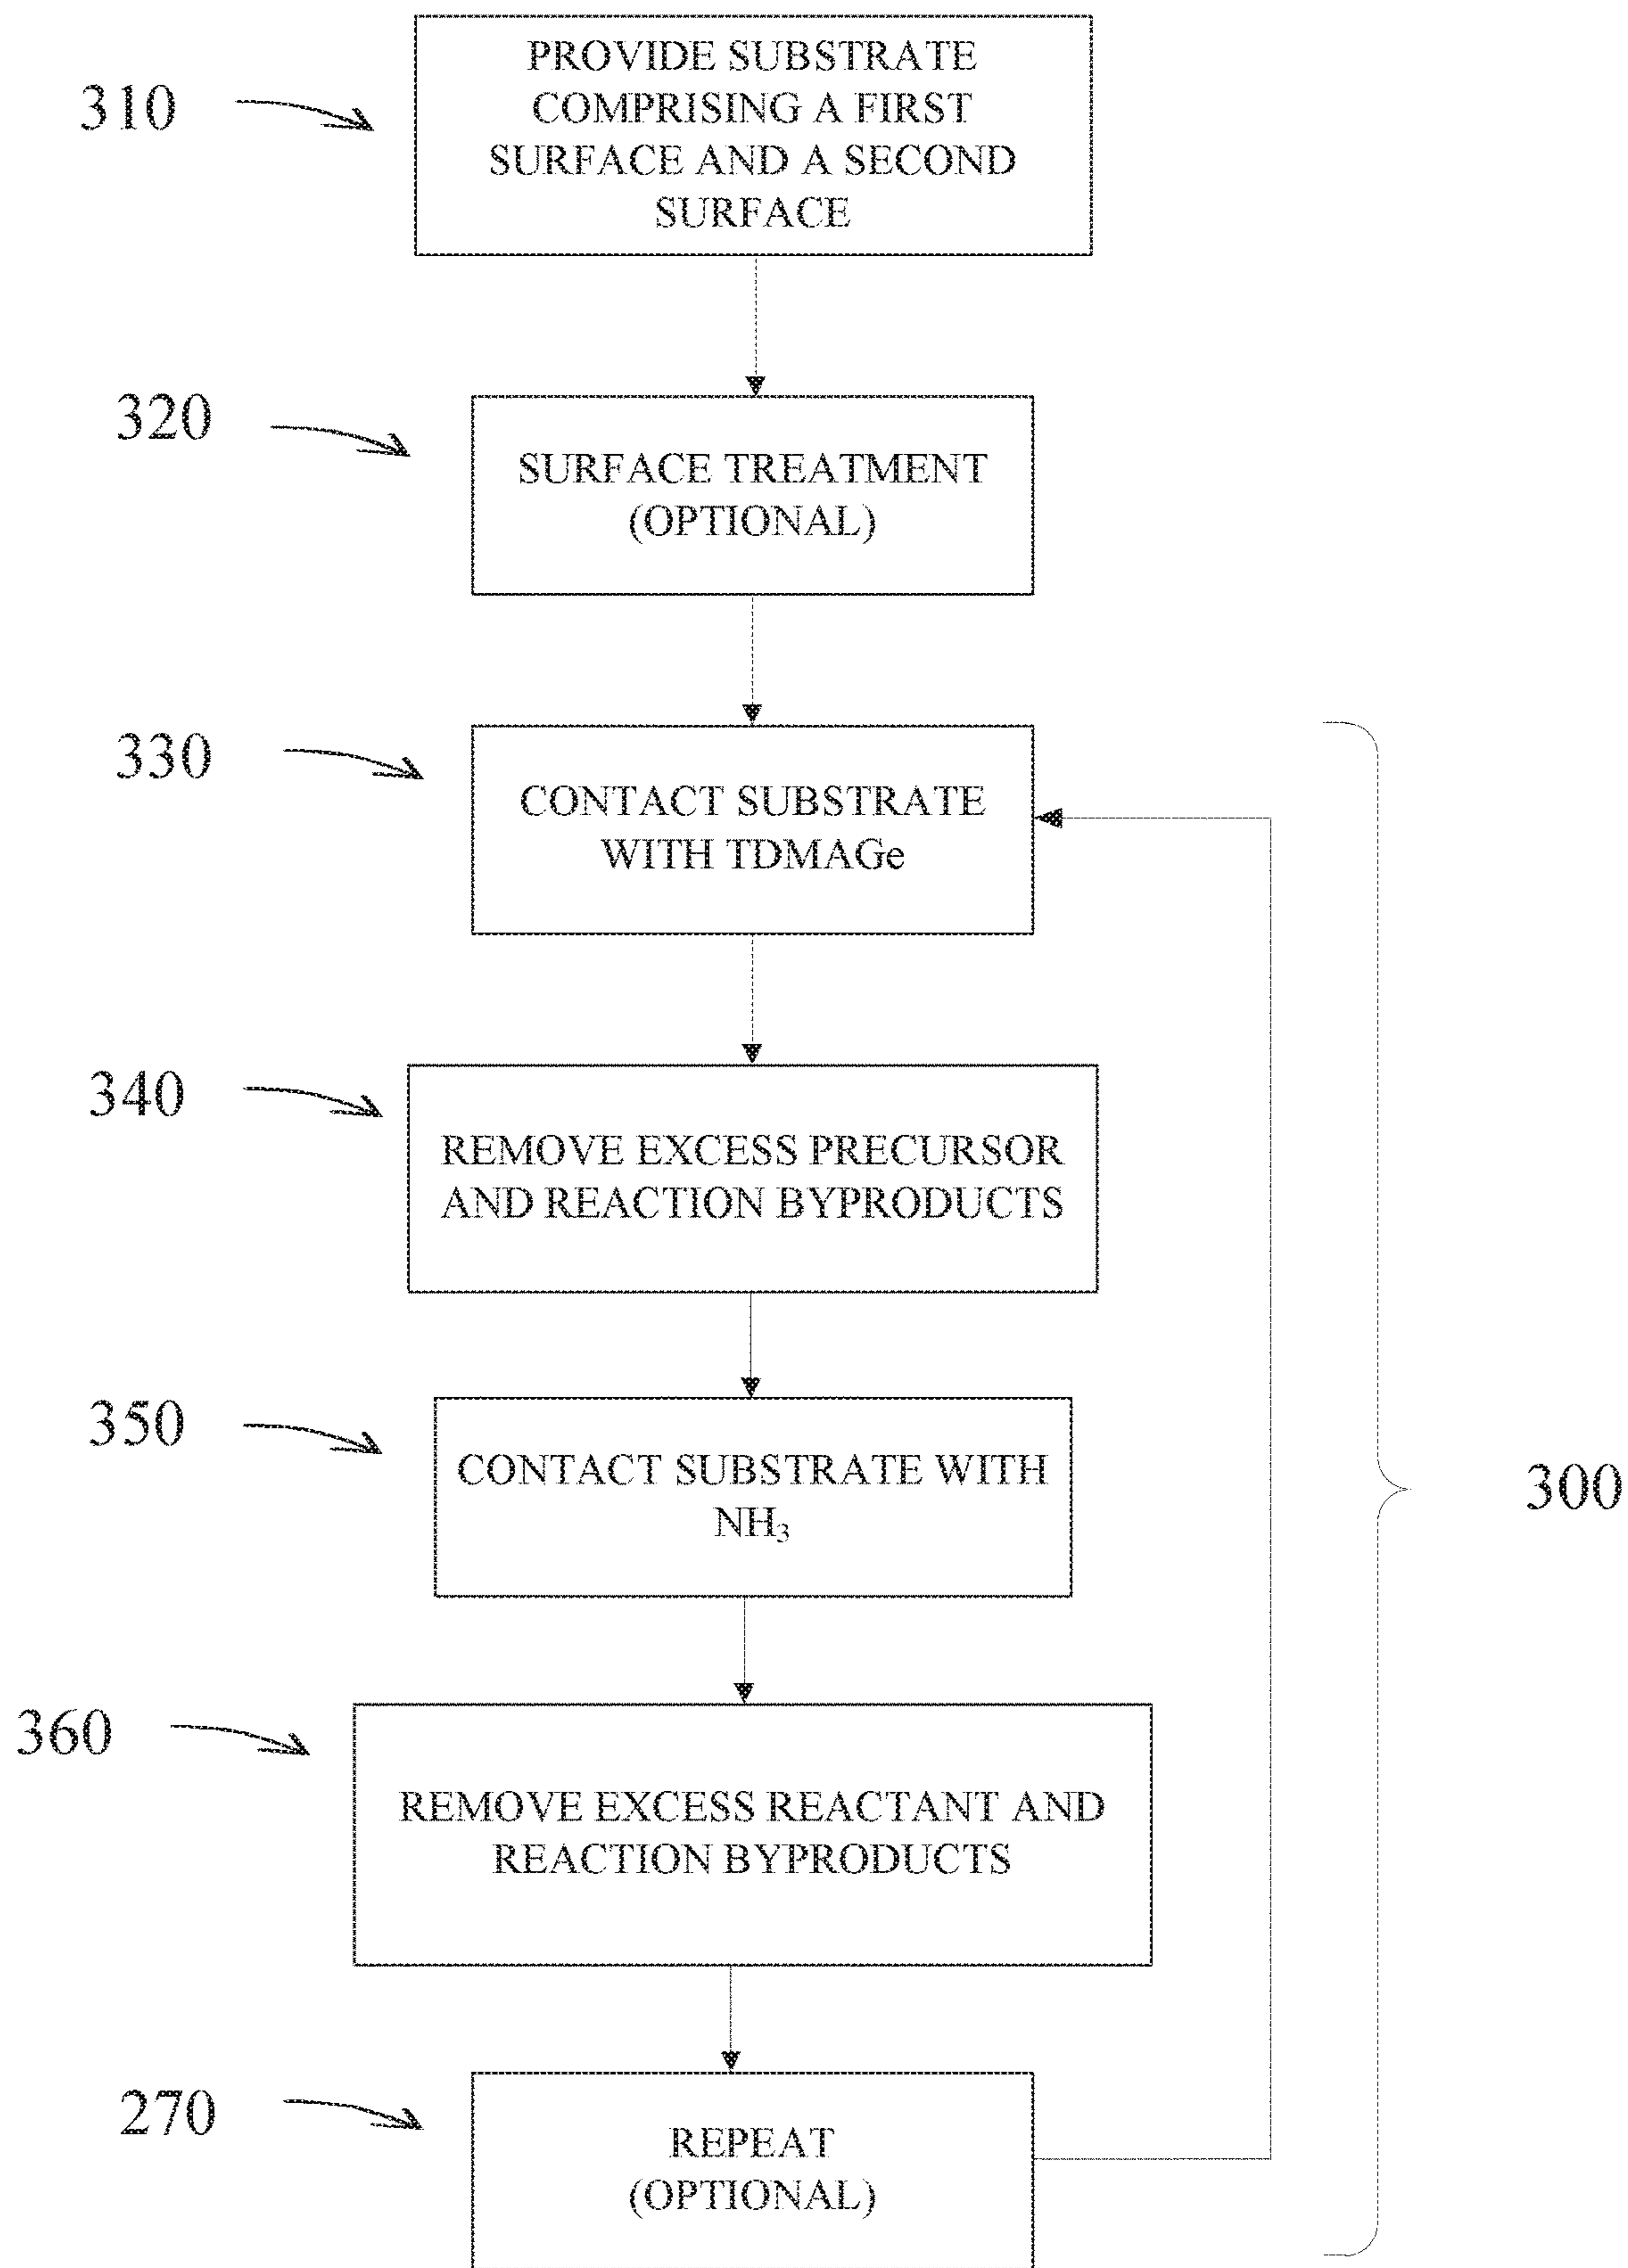 310
PROVIDE SUBSTRATE
COMPRISING A FIRST
SURFACE AND A SECOND
SURFACE
320
SURFACE TREATMENT
(OPTIONAL)
330
CONTACT SUBSTRATE
WITH TDMAGe
340
REMOVE EXCESS PRECURSOR
AND REACTION BYPRODUCTS
350
CONTACT SUBSTRATE WITH
NH₃
300
360
REMOVE EXCESS REACTANT AND
REACTION BYPRODUCTS
270
REPEAT
(OPTIONAL)